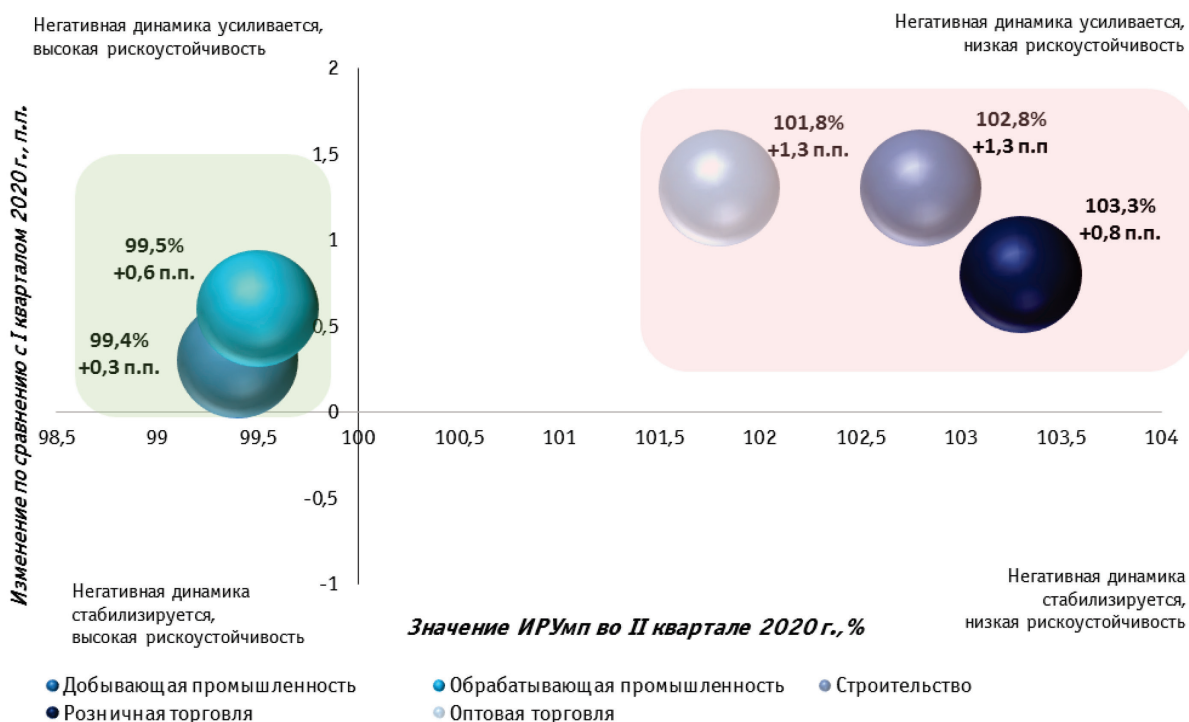 Негативная динамика усиливается,
высокая рискоустойчивость
Негативная динамика усиливается,
низкая рискоустойчивость
Изменение по сравнению с I кварталом 2020 г., п.п.
2
1,5
1
0,5
0
-0,5
-1
101,8%
+1,3 п.п.
102,8%
+1,3 п.п
103,3%
+0,8 п.п.
99,5%
+0,6 п.п.
99,4%
+0,3 п.п.
98,5 99 99,5 100 100,5 101 101,5 102 102,5 103 103,5 104
Негативная динамика
стабилизируется,
высокая рискоустойчивость
Значение ИРУмп во II квартале 2020 г.,%
Негативная динамика
стабилизируется,
низкая рискоустойчивость
Добывающая промышленность Обрабатывающая промышленность Строительство
Розничная торговля Оптовая торговля